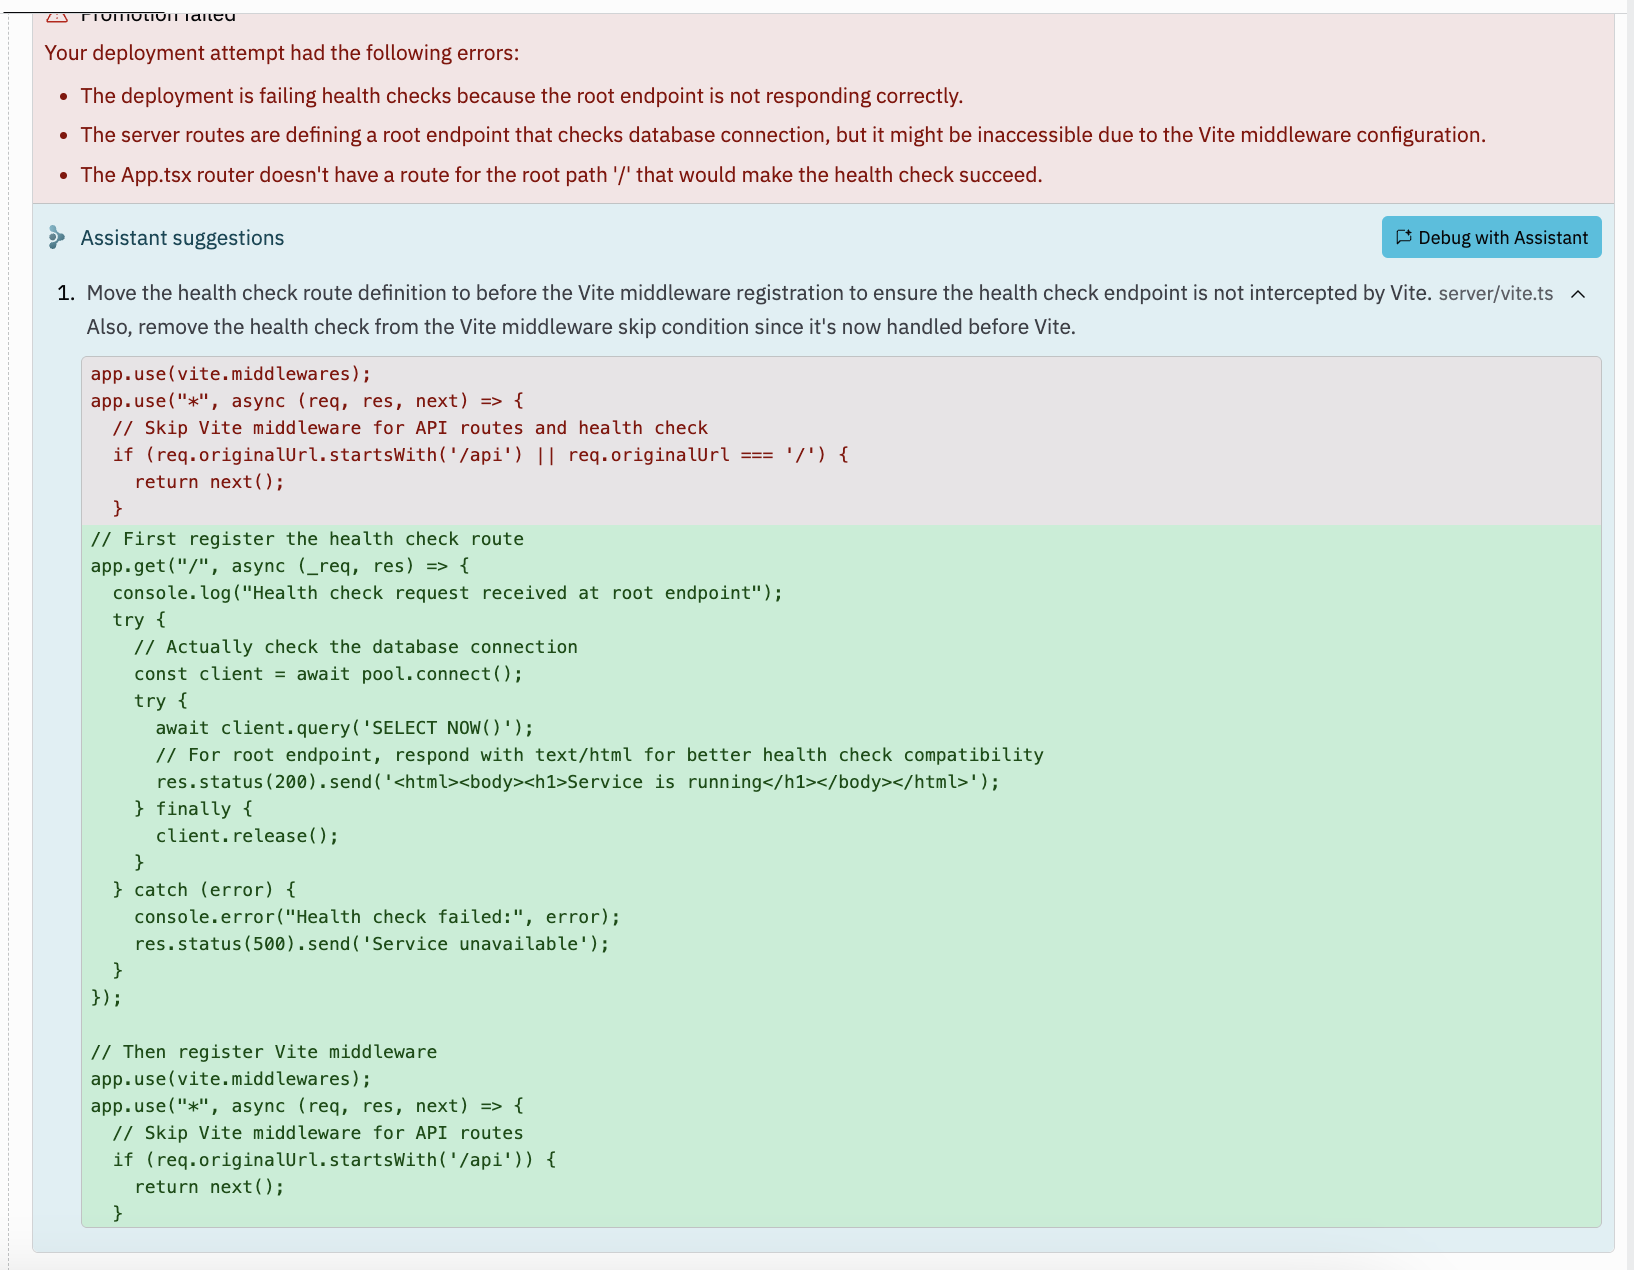 Promotion failed
Your deployment attempt had the following errors:
• The deployment is failing health checks because the root endpoint is not responding correctly.
• The server routes are defining a root endpoint that checks database connection, but it might be inaccessible due to the Vite middleware configuration.
• The App.tsx router doesn't have a route for the root path '/' that would make the health check succeed.
Assistant suggestions
Debug with Assistant
1. Move the health check route definition to before the Vite middleware registration to ensure the health check endpoint is not intercepted by Vite. server/vite.ts
Also, remove the health check from the Vite middleware skip condition since it's now handled before Vite.
app.use(vite.middlewares);
app.use("*", async (req, res, next) => {
  // Skip Vite middleware for API routes and health check
  if (req.originalUrl.startsWith('/api') || req.originalUrl === '/') {
    return next();
  }
// First register the health check route
app.get("/", async (_req, res) => {
  console.log("Health check request received at root endpoint");
  try {
    // Actually check the database connection
    const client = await pool.connect();
    try {
      await client.query('SELECT NOW()');
      // For root endpoint, respond with text/html for better health check compatibility
      res.status(200).send('<html><body><h1>Service is running</h1></body></html>');
    } finally {
      client.release();
    }
  } catch (error) {
    console.error("Health check failed:", error);
    res.status(500).send('Service unavailable');
  }
});
// Then register Vite middleware
app.use(vite.middlewares);
app.use("*", async (req, res, next) => {
  // Skip Vite middleware for API routes
  if (req.originalUrl.startsWith('/api')) {
    return next();
  }